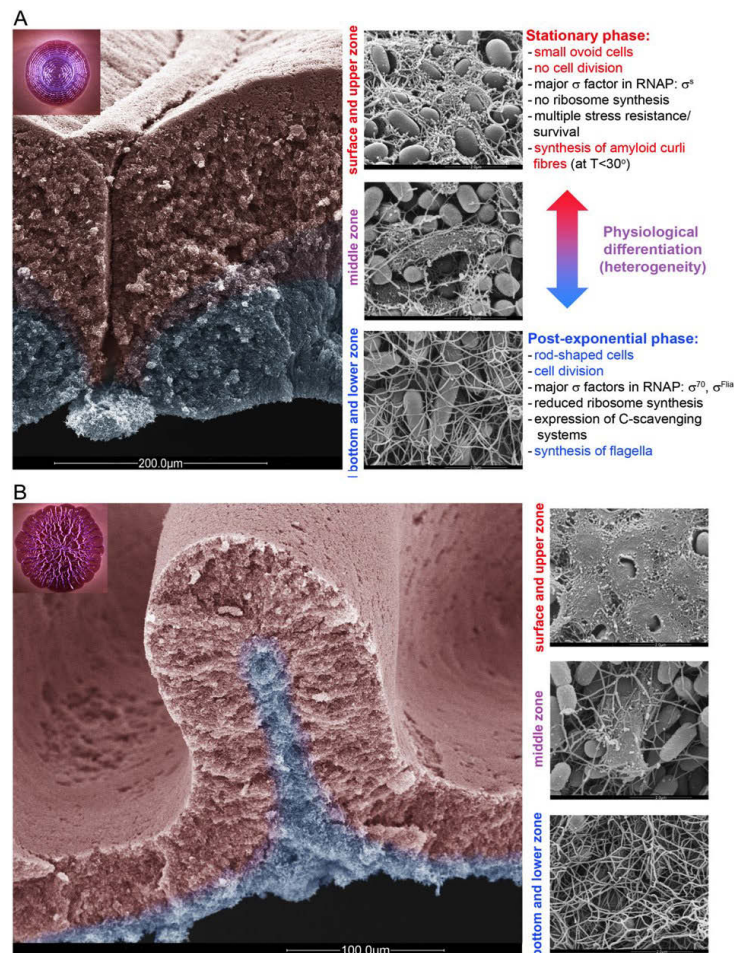 A
surface and upper zone
middle zone
bottom and lower zone
Stationary phase:
- small ovoid cells
- no cell division
- major σ factor in RNAP: σs
- no ribosome synthesis
- multiple stress resistance/
survival
- synthesis of amyloid curli
fibres (at T<30°)
Physiological
differentiation
(heterogeneity)
Post-exponential phase:
- rod-shaped cells
- cell division
- major σ factors in RNAP: σ70, σFlia
- reduced ribosome synthesis
- expression of C-scavenging
systems
- synthesis of flagella
200.0µm
B
surface and upper zone
middle zone
bottom and lower zone
100.0µm